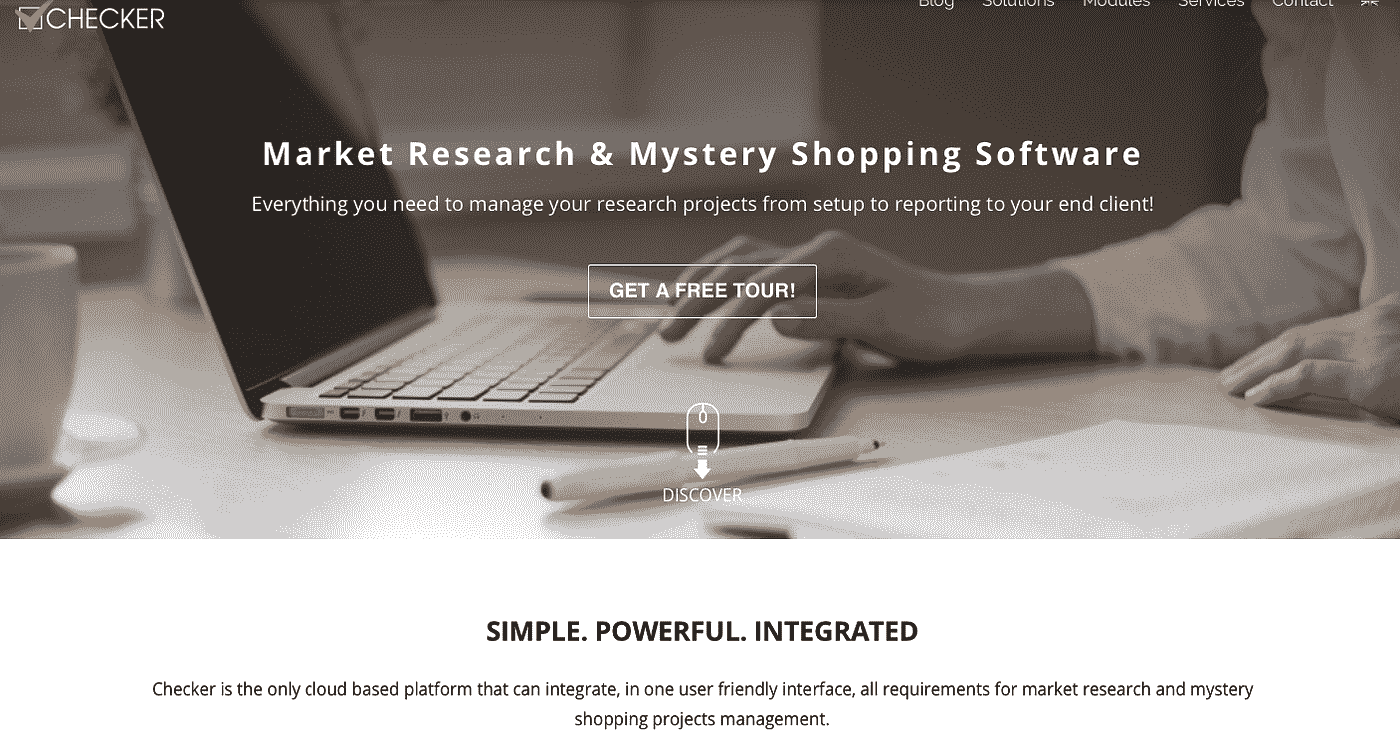 CHECKER
Blog Solutions Modules Services Contact
Market Research & Mystery Shopping Software
Everything you need to manage your research projects from setup to reporting to your end client!
GET A FREE TOUR!
DISCOVER
SIMPLE. POWERFUL. INTEGRATED
Checker is the only cloud based platform that can integrate, in one user friendly interface, all requirements for market research and mystery
shopping projects management.